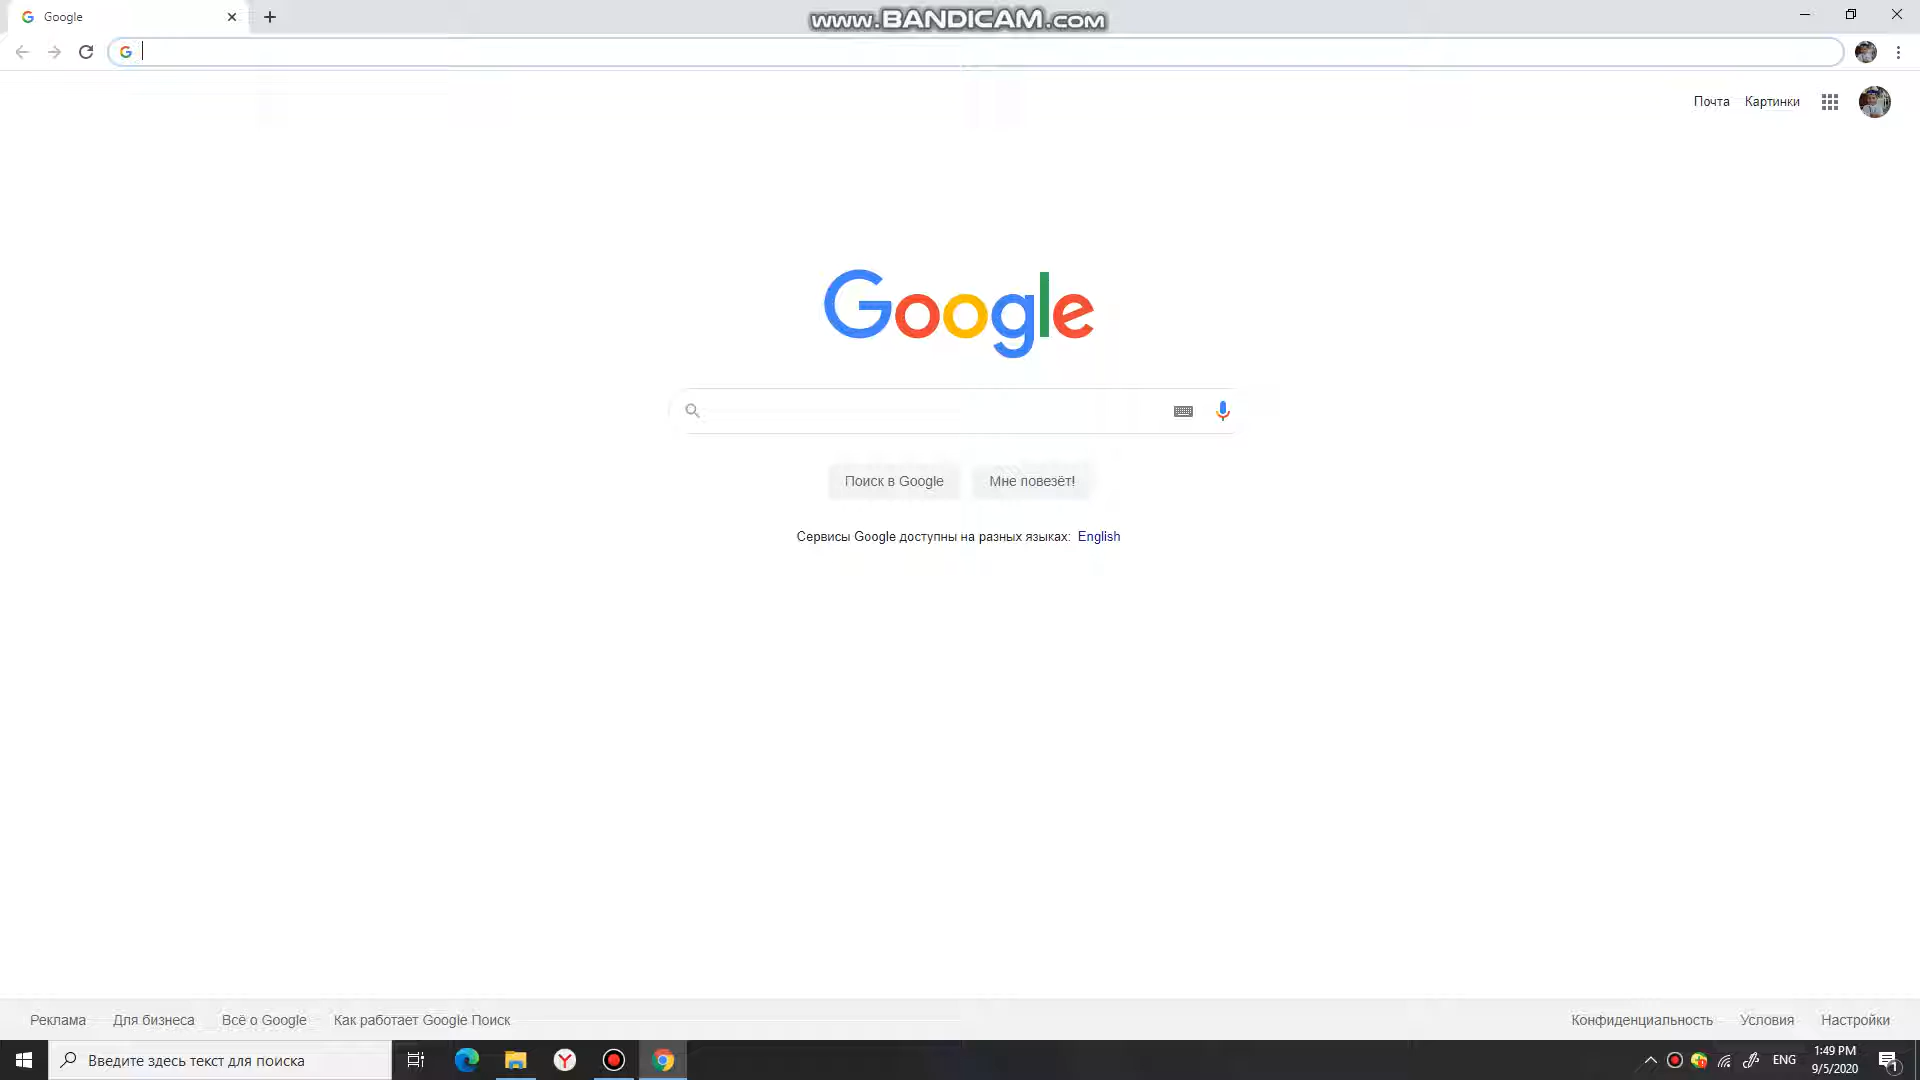 Google
www.BANDICAM.com
Почта Картинки
Google
Поиск в Google Мне повезёт!
Сервисы Google доступны на разных языках: English
Реклама Для бизнеса Всё о Google Как работает Google Поиск
Конфиденциальность Условия Настройки
Введите здесь текст для поиска
ENG
1:49 PM
9/5/2020
1